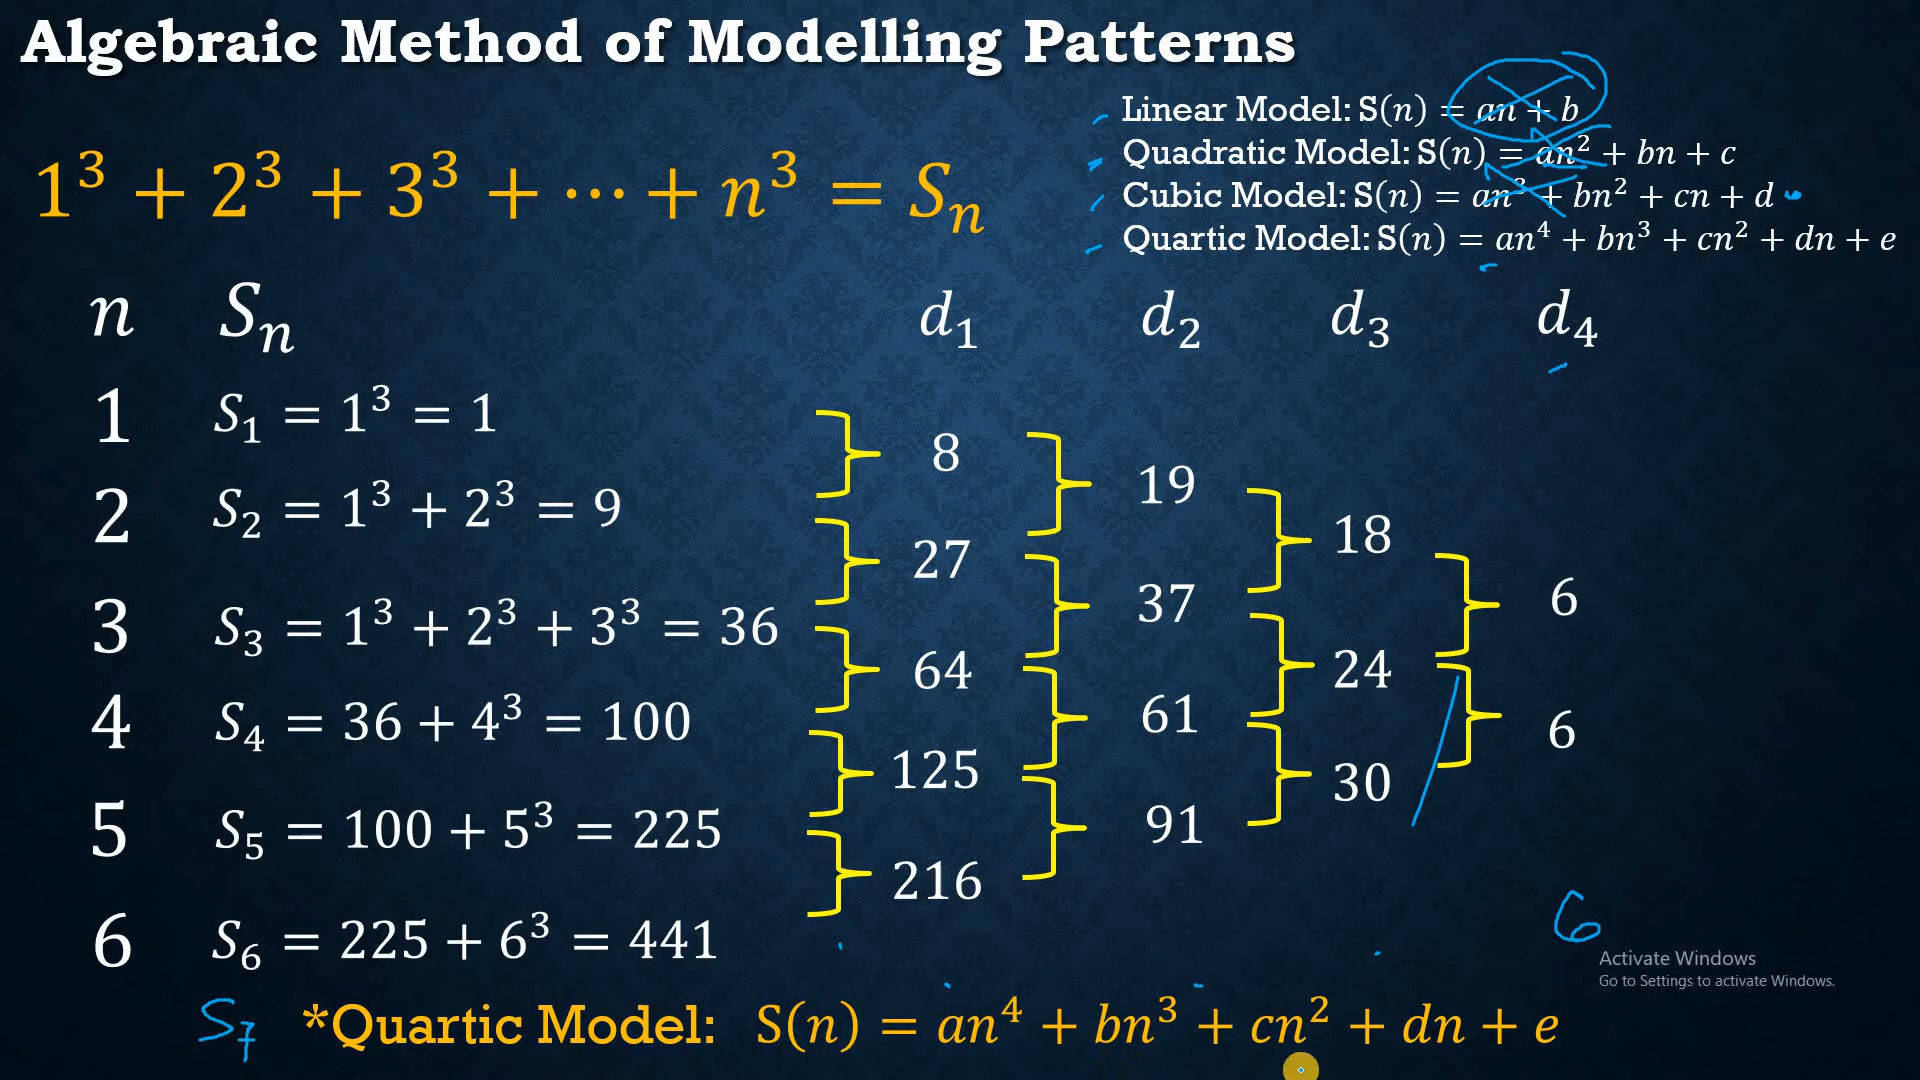 Algebraic Method of Modelling Patterns
Linear Model: S(n) = an + b
Quadratic Model: S(n) = an² + bn + c
Cubic Model: S(n) = an³ + bn² + cn + d
Quartic Model: S(n) = an⁴ + bn³ + cn² + dn + e
1³ + 2³ + 3³ + ⋯ + n³ = Sₙ
n Sₙ d₁ d₂ d₃ d₄
1 S₁ = 1³ = 1
8 19
2 S₂ = 1³ + 2³ = 9
27 18
37 6
3 S₃ = 1³ + 2³ + 3³ = 36
64 24
4 S₄ = 36 + 4³ = 100
61 6
125 30
5 S₅ = 100 + 5³ = 225
91
216
6 S₆ = 225 + 6³ = 441
6
Activate Windows
Go to Settings to activate Windows.
S₇ *Quartic Model: S(n) = an⁴ + bn³ + cn² + dn + e